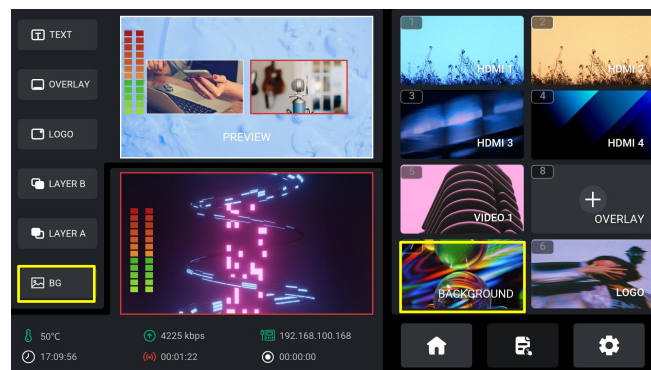 TEXT
OVERLAY
LOGO
LAYER B
LAYER A
BG
PREVIEW
1
HDMI 1
2
HDMI 2
3
HDMI 3
4
HDMI 4
5
VIDEO 1
8
OVERLAY
BACKGROUND
6
LOGO
50°C
4225 kbps
192.168.100.168
17:09:56
00:01:22
00:00:00